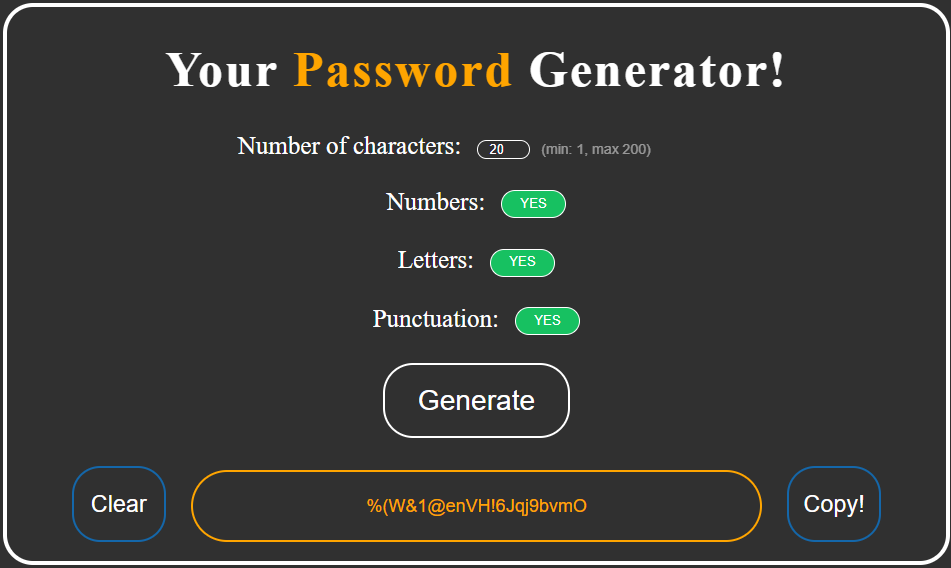 Your Password Generator!
Number of characters: 20 (min: 1, max 200)
Numbers: YES
Letters: YES
Punctuation: YES
Generate
Clear %(W&1@enVH!6Jqj9bvmO Copy!